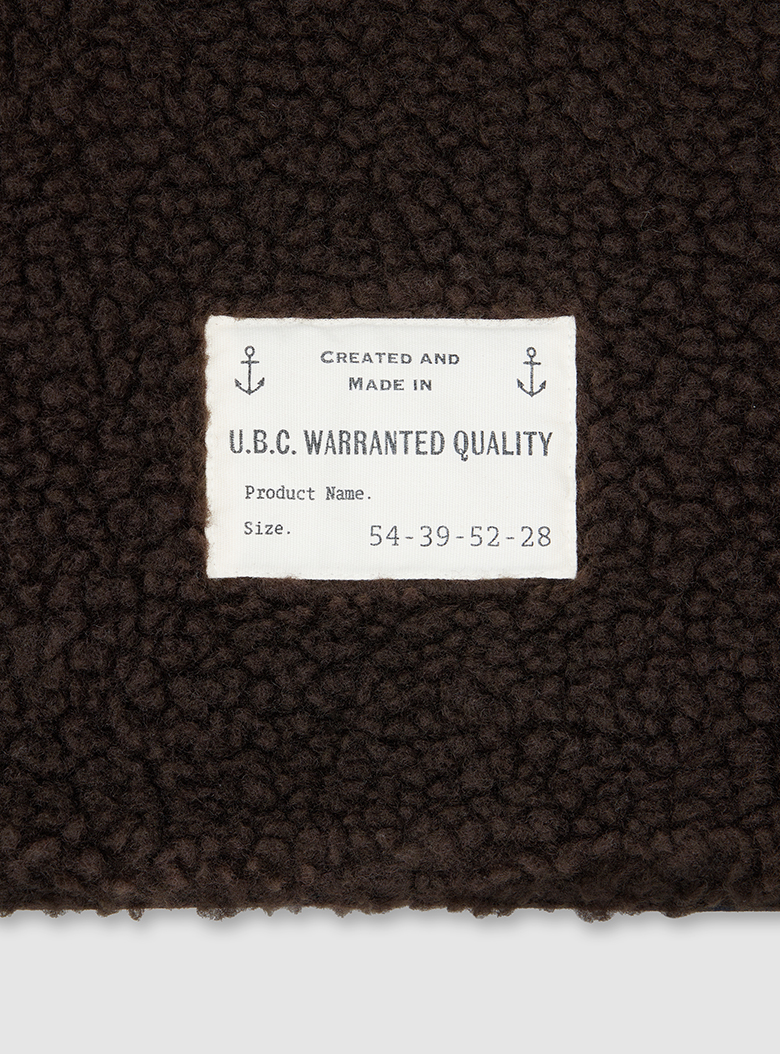 CREATED AND
MADE IN
U.B.C. WARRANTED QUALITY
Product Name.
Size. 54-39-52-28